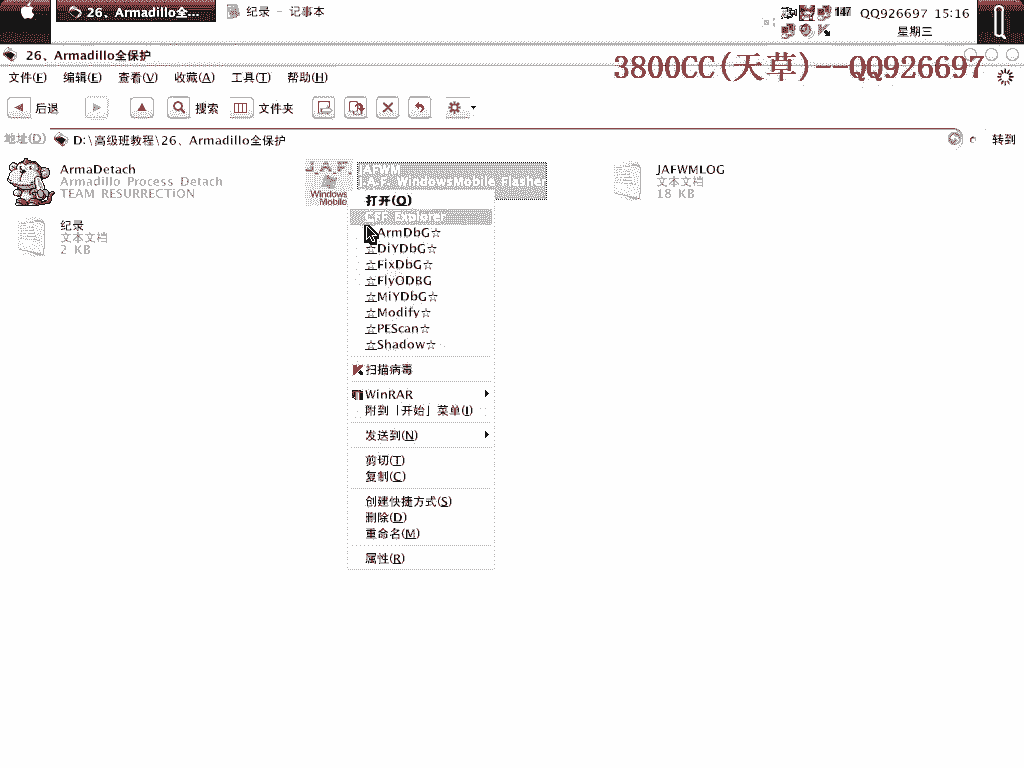 26、Armadillo全...
纪录 - 记事本
147
QQ926697 15:16
星期三
26、Armadillo全保护
3800CC(天草)--QQ926697
文件(F) 编辑(E) 查看(V) 收藏(A) 工具(T) 帮助(H)
后退
搜索
文件夹
地址(D)
D:\高级班教程\26、Armadillo全保护
转到
ArmaDetach
Armadillo Process Detach
TEAM RESURRECTION
J.A.F.
Windows
Mobile
JAFWM
J.A.F. WindowsMobile Flasher
JAFWMLOG
文本文档
18 KB
纪录
文本文档
2 KB
打开(O)
CFF Explorer
ArmDbG☆
☆DiYDbG☆
☆FixDbG☆
☆FlyODBG
☆MiYDbG☆
☆Modify☆
☆PEScan☆
☆Shadow☆
扫描病毒
WinRAR
附到「开始」菜单(I)
发送到(N)
剪切(T)
复制(C)
创建快捷方式(S)
删除(D)
重命名(M)
属性(R)